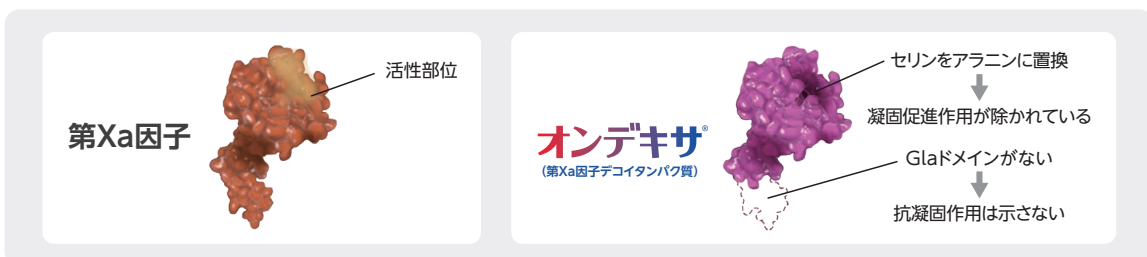 第Xa因子
活性部位
オンデキサ®
（第Xa因子デコイタンパク質）
セリンをアラニンに置換
凝固促進作用が除かれている
Glaドメインがない
抗凝固作用は示さない